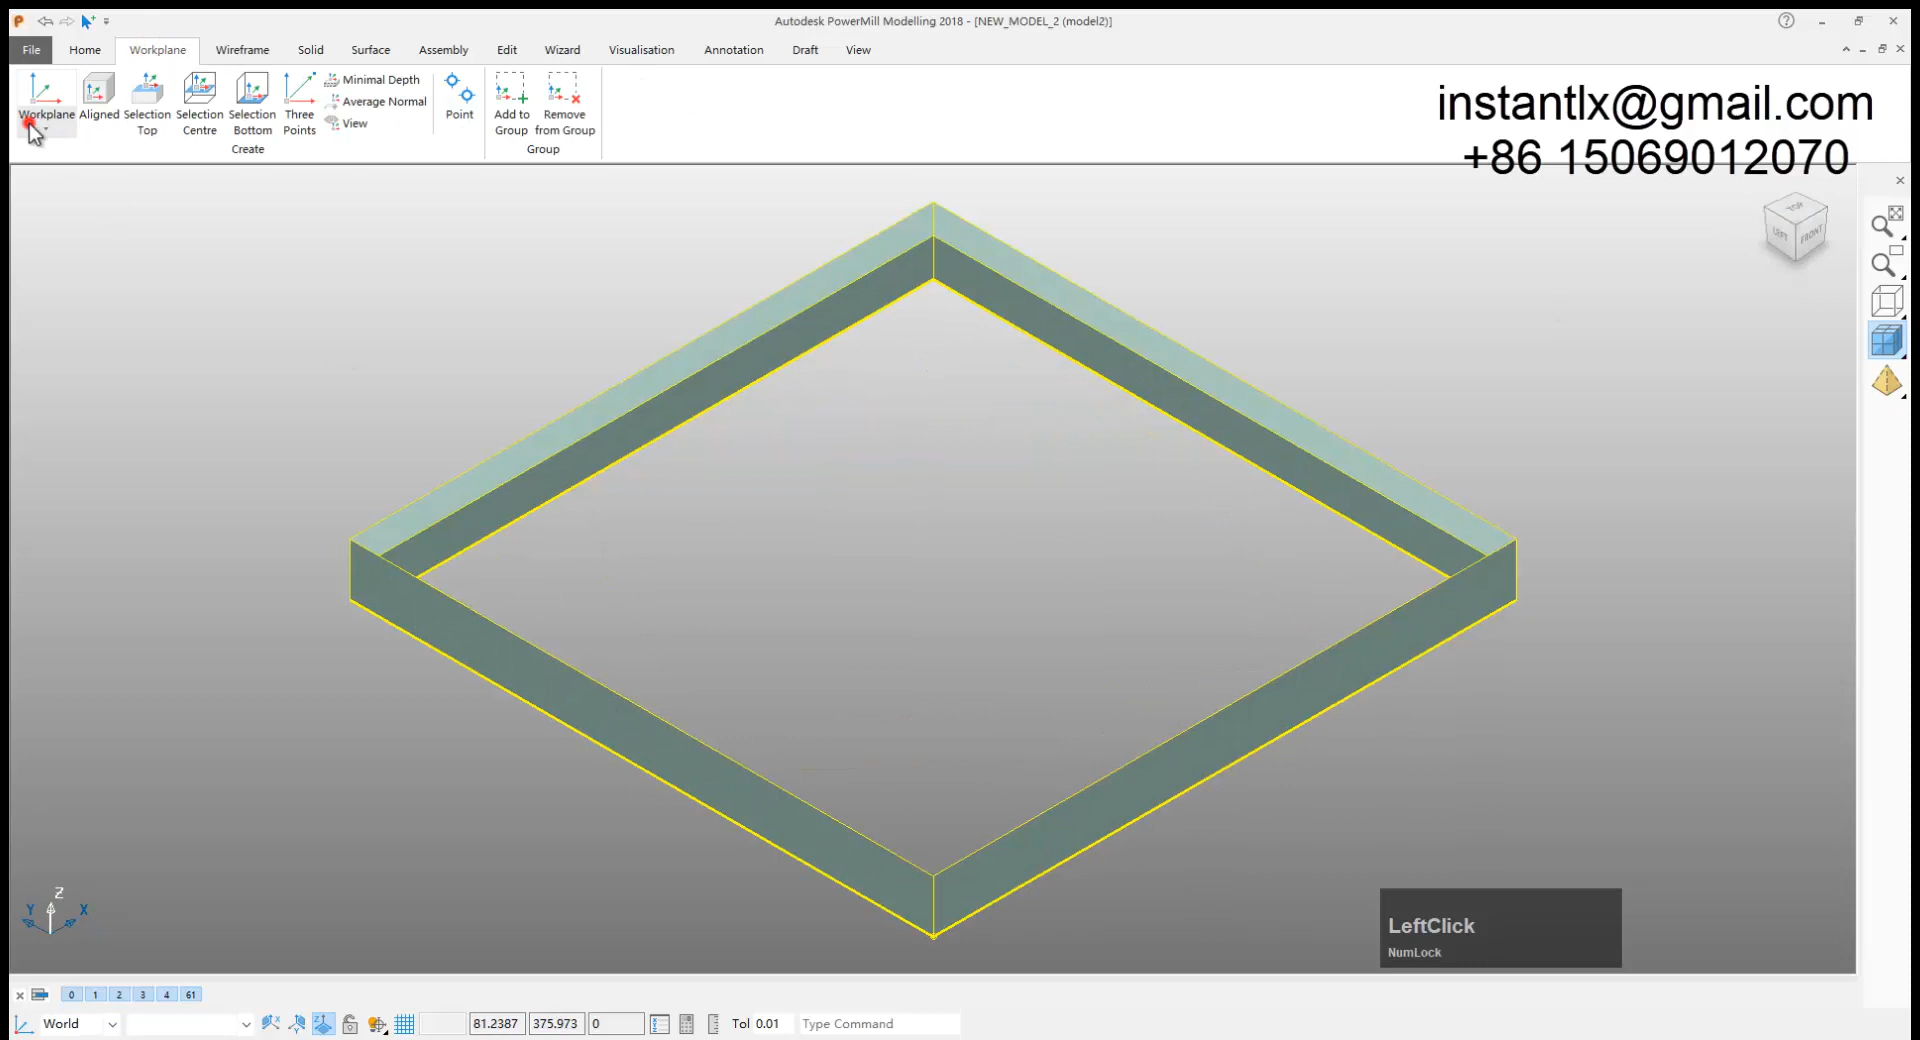 Autodesk PowerMill Modelling 2018 - [NEW_MODEL_2 (model2)]
File Home Workplane Wireframe Solid Surface Assembly Edit Wizard Visualisation Annotation Draft View
Workplane
Aligned
Selection
Top
Selection
Centre
Selection
Bottom
Three
Points
Minimal Depth
Average Normal
View
Create
Point
Add to
Group
Remove
from Group
Group
instantlx@gmail.com
+86 15069012070
TOP
LEFT
FRONT
Z
Y
X
LeftClick
NumLock
0 1 2 3 4 61
World
81.2387 375.973 0 Tol 0.01 Type Command